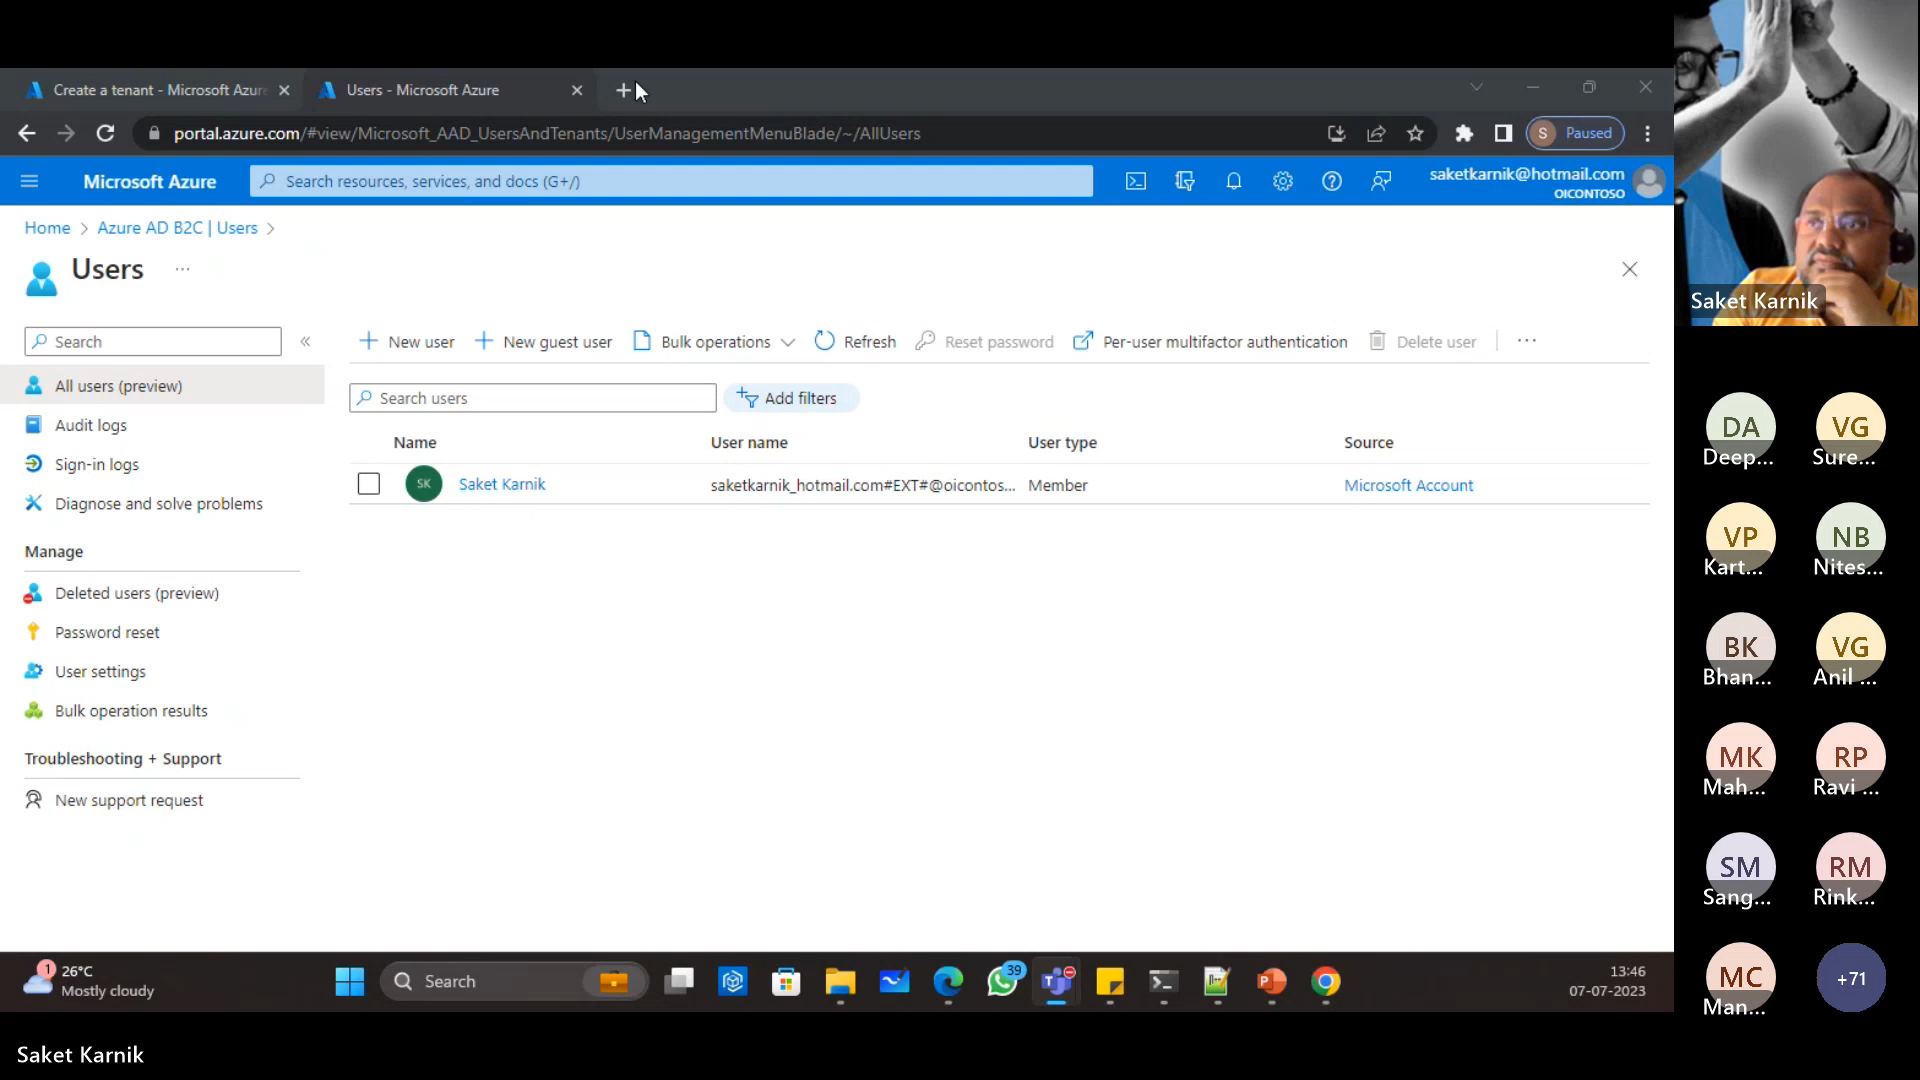 Create a tenant - Microsoft Azur
Users - Microsoft Azure
portal.azure.com/#view/Microsoft_AAD_UsersAndTenants/UserManagementMenuBlade/~/AllUsers
S Paused
Microsoft Azure
Search resources, services, and docs (G+/)
saketkarnik@hotmail.com
OICONTOSO
Home > Azure AD B2C | Users >
Users ...
Search
«
New user
New guest user
Bulk operations
Refresh
Reset password
Per-user multifactor authentication
Delete user
...
All users (preview)
Audit logs
Sign-in logs
Diagnose and solve problems
Manage
Deleted users (preview)
Password reset
User settings
Bulk operation results
Troubleshooting + Support
New support request
Search users
Add filters
Name User name User type Source
SK Saket Karnik saketkarnik_hotmail.com#EXT#@oicontos... Member Microsoft Account
Saket Karnik
DA
Deep...
VG
Sure...
VP
Kart...
NB
Nites...
BK
Bhan...
VG
Anil ...
MK
Mah...
RP
Ravi ...
SM
Sang...
RM
Rink...
MC
Man...
+71
1
26°C
Mostly cloudy
Search
39
13:46
07-07-2023
Saket Karnik